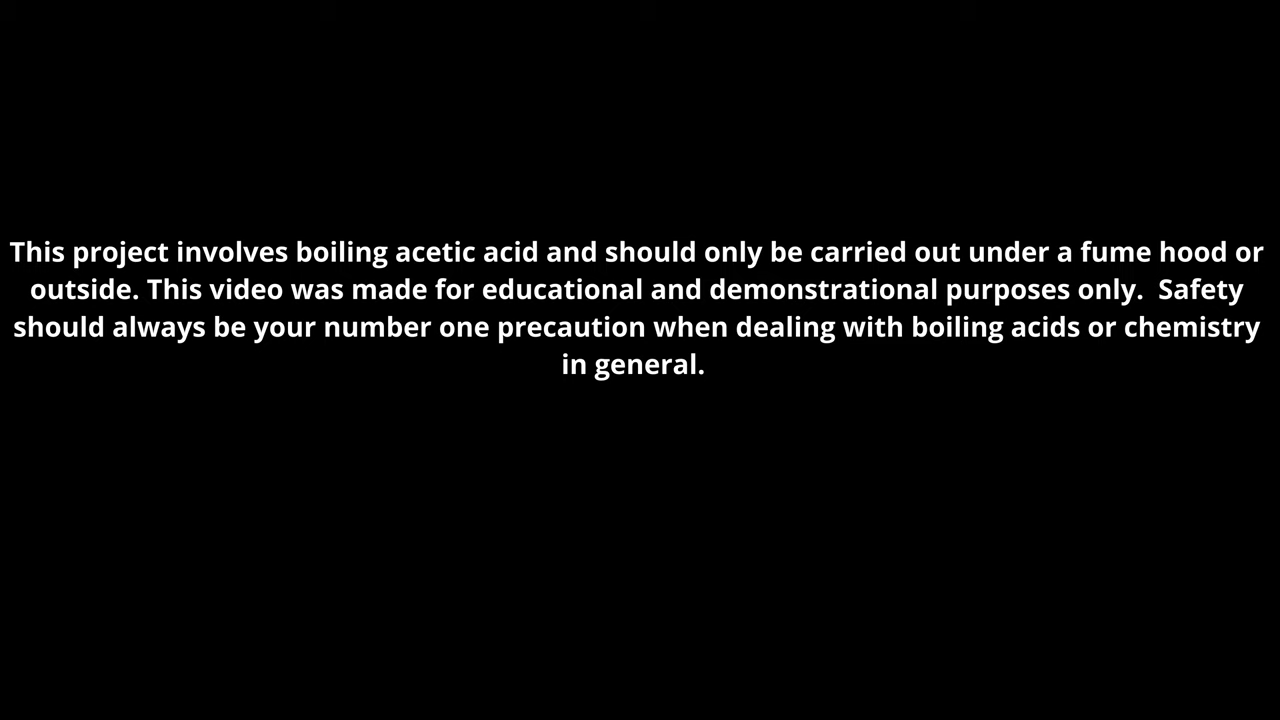 This project involves boiling acetic acid and should only be carried out under a fume hood or
outside. This video was made for educational and demonstrational purposes only.  Safety
should always be your number one precaution when dealing with boiling acids or chemistry
in general.